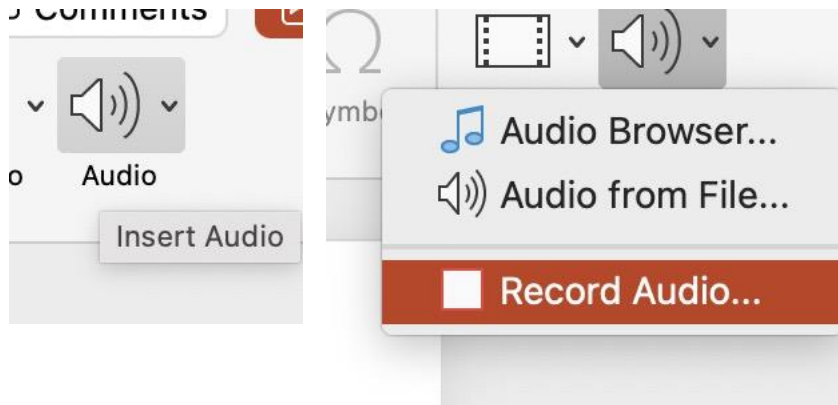 Comments
Audio
Insert Audio
Audio Browser...
Audio from File...
Record Audio...